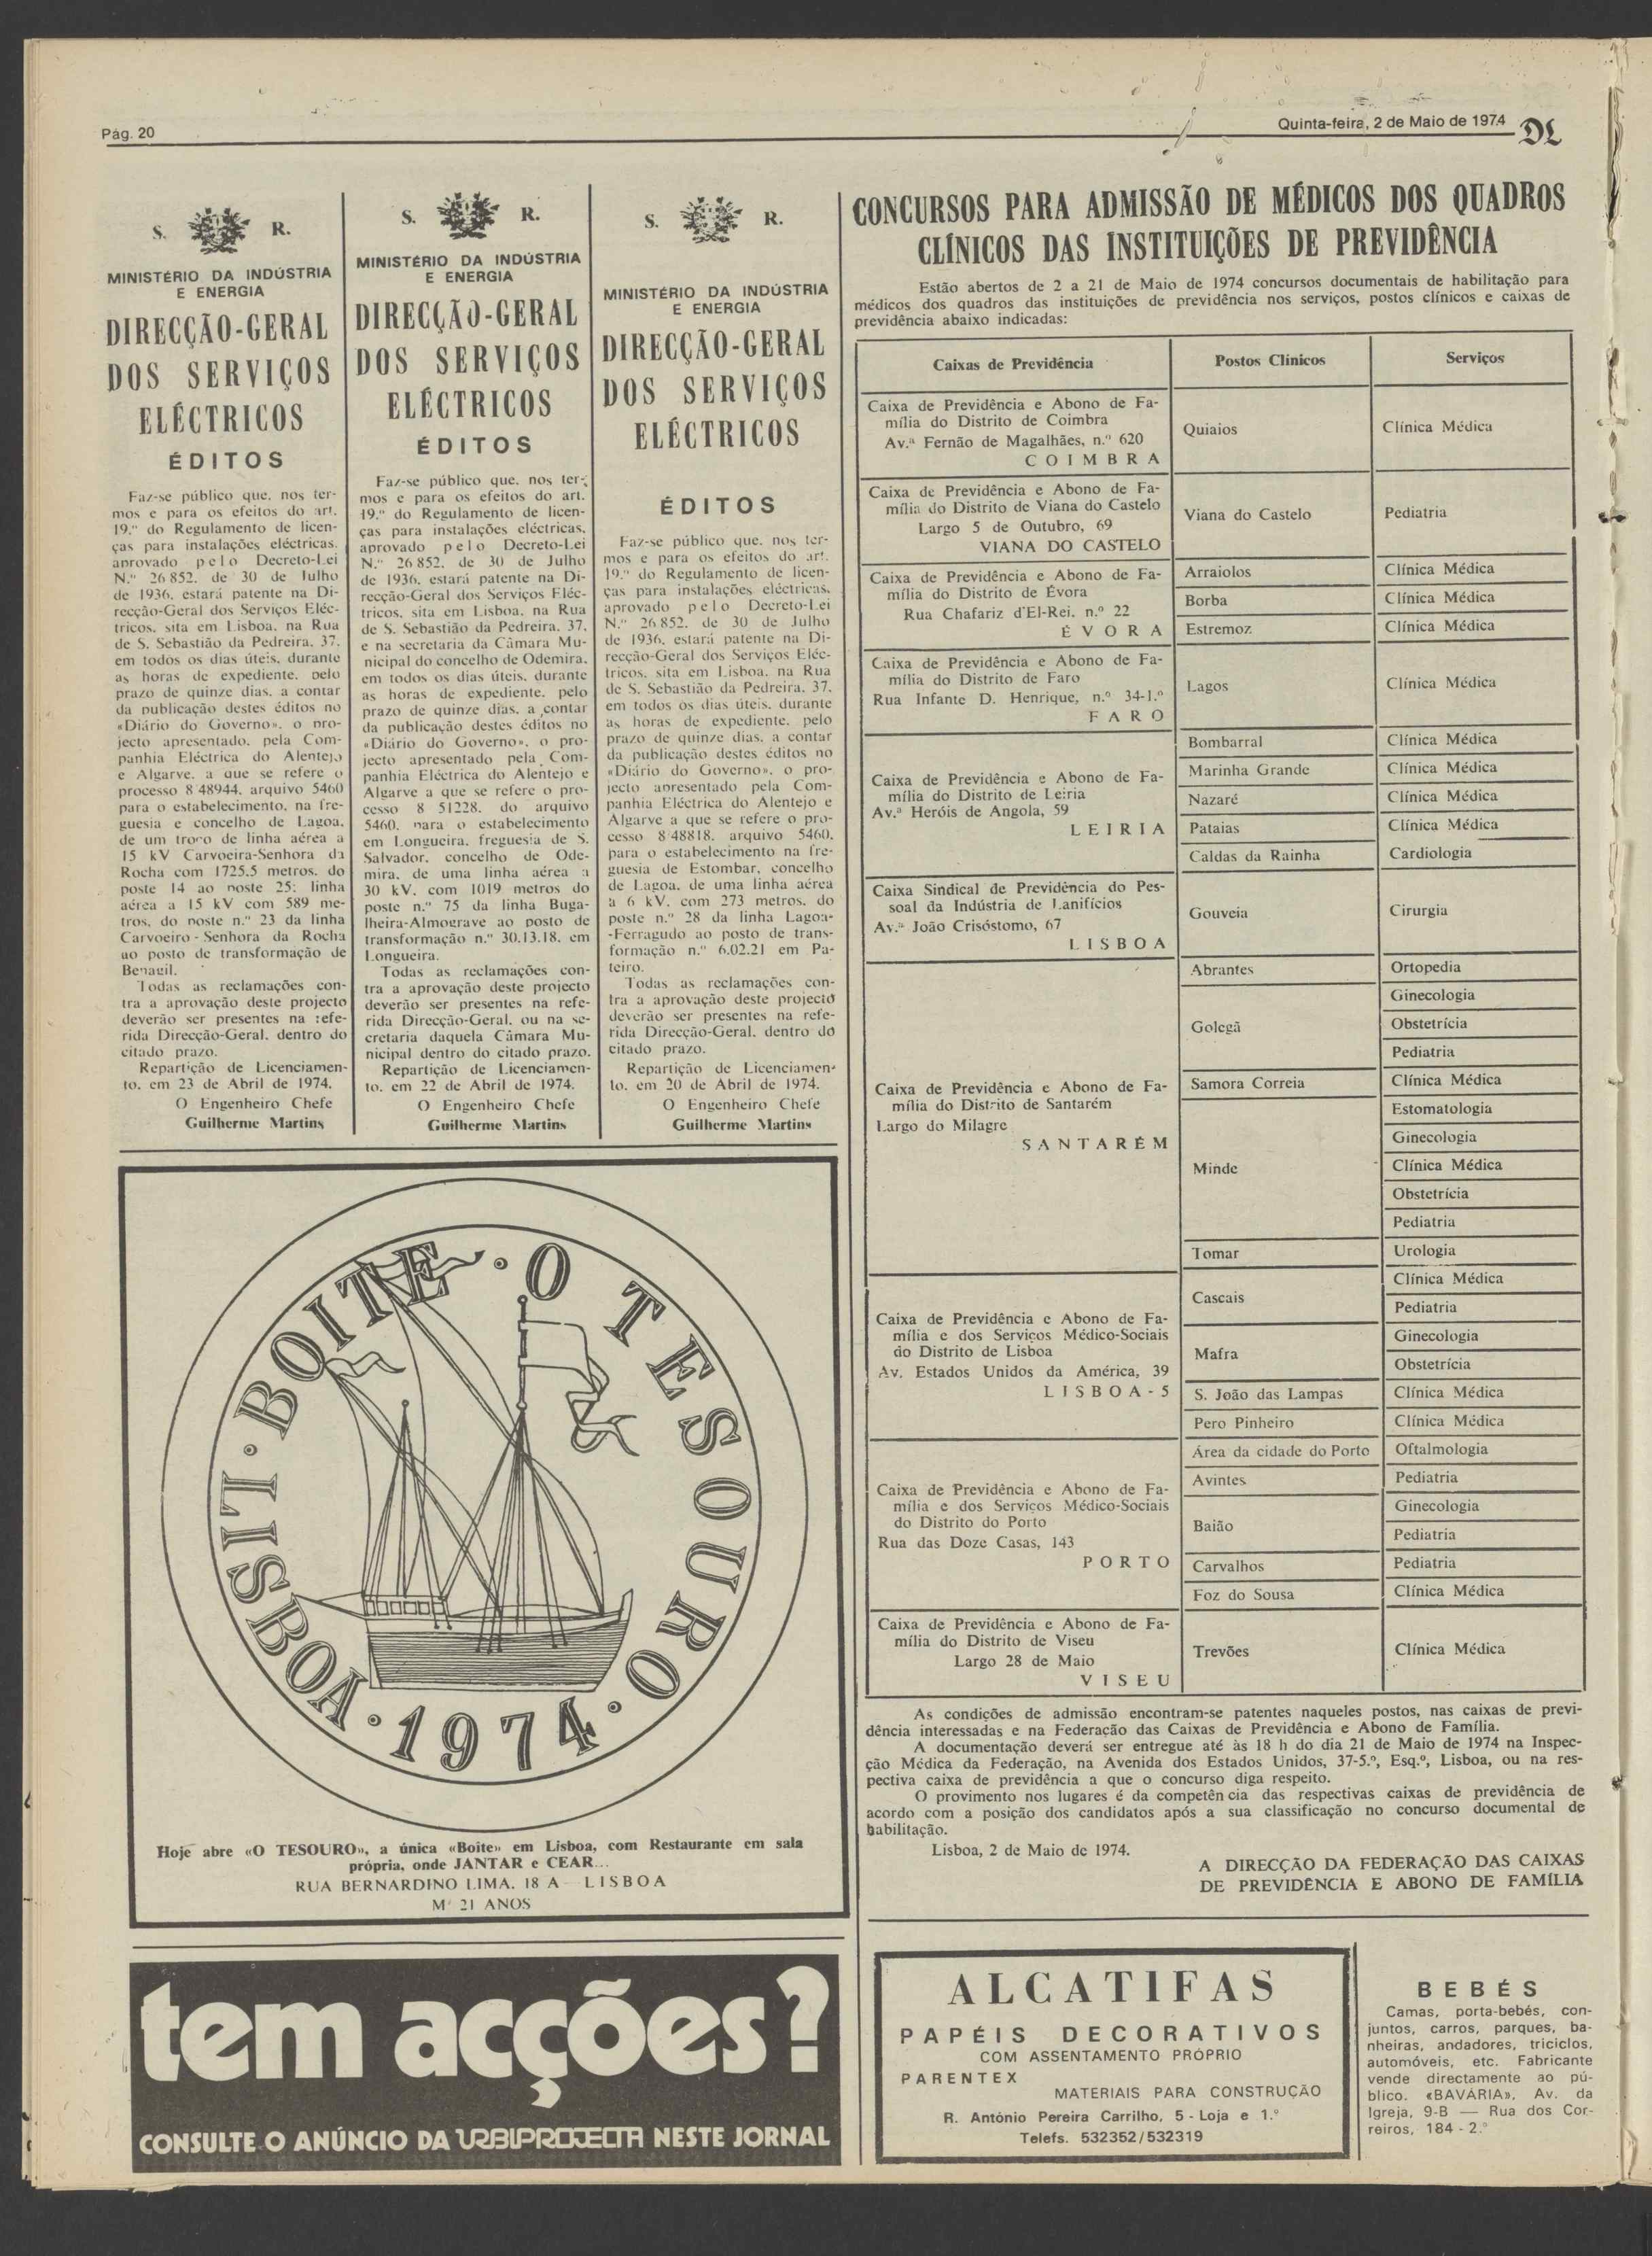 Pág. 20
Quinta-feira, 2 de Maio de 1974 DL
S. R.
MINISTÉRIO DA INDÚSTRIA
E ENERGIA
DIRECÇÃO-GERAL
DOS SERVIÇOS
ELÉCTRICOS
ÉDITOS
Faz-se público que, nos ter-
mos e para os efeitos do art.
19.º do Regulamento de licen-
ças para instalações eléctricas,
aprovado pelo Decreto-Lei
N.º 26 852, de 30 de Julho
de 1936, estará patente na Di-
recção-Geral dos Serviços Eléc-
tricos, sita em Lisboa, na Rua
de S. Sebastião da Pedreira, 37,
em todos os dias úteis, durante
as horas de expediente, pelo
prazo de quinze dias, a contar
da publicação destes éditos no
«Diário do Governo», o pro-
jecto apresentado, pela Com-
panhia Eléctrica do Alentejo
e Algarve, a que se refere o
processo 8/48944, arquivo 5460
para o estabelecimento, na fre-
guesia e concelho de Lagoa,
de um troço de linha aérea a
15 kV Carvoeira-Senhora da
Rocha com 1725.5 metros, do
poste 14 ao poste 25; linha
aérea a 15 kV com 589 me-
tros, do poste n.º 23 da linha
Carvoeiro - Senhora da Rocha
ao posto de transformação de
Benagil.
Todas as reclamações con-
tra a aprovação deste projecto
deverão ser presentes na refe-
rida Direcção-Geral, dentro do
citado prazo.
Repartição de Licenciamen-
to, em 23 de Abril de 1974.
O Engenheiro Chefe
Guilherme Martins
S. R.
MINISTÉRIO DA INDÚSTRIA
E ENERGIA
DIRECÇÃO-GERAL
DOS SERVIÇOS
ELÉCTRICOS
ÉDITOS
Faz-se público que, nos ter-
mos e para os efeitos do art.
19.º do Regulamento de licen-
ças para instalações eléctricas,
aprovado pelo Decreto-Lei
N.º 26 852, de 30 de Julho
de 1936, estará patente na Di-
recção-Geral dos Serviços Eléc-
tricos, sita em Lisboa, na Rua
de S. Sebastião da Pedreira, 37,
e na secretaria da Câmara Mu-
nicipal do concelho de Odemira,
em todos os dias úteis, durante
as horas de expediente, pelo
prazo de quinze dias, a contar
da publicação destes éditos no
«Diário do Governo», o pro-
jecto apresentado pela Com-
panhia Eléctrica do Alentejo e
Algarve a que se refere o pro-
cesso 8 51228, do arquivo
5460, para o estabelecimento
em Longueira, freguesia de S.
Salvador, concelho de Ode-
mira, de uma linha aérea a
30 kV, com 1019 metros do
poste n.º 75 da linha Buga-
lheira-Almograve ao posto de
transformação n.º 30.13.18, em
Longueira.
Todas as reclamações con-
tra a aprovação deste projecto
deverão ser presentes na refe-
rida Direcção-Geral, ou na se-
cretaria daquela Câmara Mu-
nicipal dentro do citado prazo.
Repartição de Licenciamen-
to, em 22 de Abril de 1974.
O Engenheiro Chefe
Guilherme Martins
S. R.
MINISTÉRIO DA INDÚSTRIA
E ENERGIA
DIRECÇÃO-GERAL
DOS SERVIÇOS
ELÉCTRICOS
ÉDITOS
Faz-se público que, nos ter-
mos e para os efeitos do art.
19.º do Regulamento de licen-
ças para instalações eléctricas,
aprovado pelo Decreto-Lei
N.º 26 852, de 30 de Julho
de 1936, estará patente na Di-
recção-Geral dos Serviços Eléc-
tricos, sita em Lisboa, na Rua
de S. Sebastião da Pedreira, 37,
em todos os dias úteis, durante
as horas de expediente, pelo
prazo de quinze dias, a contar
da publicação destes éditos no
«Diário do Governo», o pro-
jecto apresentado pela Com-
panhia Eléctrica do Alentejo e
Algarve a que se refere o pro-
cesso 8/48818, arquivo 5460,
para o estabelecimento na fre-
guesia de Estombar, concelho
de Lagoa, de uma linha aérea
a 6 kV, com 273 metros, do
poste n.º 28 da linha Lagoa-
-Ferragudo ao posto de trans-
formação n.º 6.02.21 em Pa-
teiro.
Todas as reclamações con-
tra a aprovação deste projecto
deverão ser presentes na refe-
rida Direcção-Geral, dentro do
citado prazo.
Repartição de Licenciamen-
to, em 20 de Abril de 1974.
O Engenheiro Chefe
Guilherme Martins
BOITE · O TESOURO · 1974 · LISBOA · LISBOA
Hoje abre «O TESOURO», a única «Boîte» em Lisboa, com Restaurante em sala
própria, onde JANTAR e CEAR...
RUA BERNARDINO LIMA, 18 A — LISBOA
M/ 21 ANOS
tem acções?
CONSULTE O ANÚNCIO DA URBIPROJECTA NESTE JORNAL
CONCURSOS PARA ADMISSÃO DE MÉDICOS DOS QUADROS
CLÍNICOS DAS INSTITUIÇÕES DE PREVIDÊNCIA
Estão abertos de 2 a 21 de Maio de 1974 concursos documentais de habilitação para
médicos dos quadros das instituições de previdência nos serviços, postos clínicos e caixas de
previdência abaixo indicadas:
Caixas de Previdência Postos Clínicos Serviços
Caixa de Previdência e Abono de Fa-
mília do Distrito de Coimbra
Av.ª Fernão de Magalhães, n.º 620
COIMBRA
Quiaios Clínica Médica
Caixa de Previdência e Abono de Fa-
mília do Distrito de Viana do Castelo
Largo 5 de Outubro, 69
VIANA DO CASTELO
Viana do Castelo Pediatria
Caixa de Previdência e Abono de Fa-
mília do Distrito de Évora
Rua Chafariz d'El-Rei, n.º 22
ÉVORA
Arraiolos Clínica Médica
Borba Clínica Médica
Estremoz Clínica Médica
Caixa de Previdência e Abono de Fa-
mília do Distrito de Faro
Rua Infante D. Henrique, n.º 34-1.º
FARO
Lagos Clínica Médica
Caixa de Previdência e Abono de Fa-
mília do Distrito de Leiria
Av.ª Heróis de Angola, 59
LEIRIA
Bombarral Clínica Médica
Marinha Grande Clínica Médica
Nazaré Clínica Médica
Pataias Clínica Médica
Caldas da Rainha Cardiologia
Caixa Sindical de Previdência do Pes-
soal da Indústria de Lanifícios
Av.ª João Crisóstomo, 67
LISBOA
Gouveia Cirurgia
Caixa de Previdência e Abono de Fa-
mília do Distrito de Santarém
Largo do Milagre
SANTARÉM
Abrantes Ortopedia
Golegã
Ginecologia
Obstetrícia
Pediatria
Samora Correia Clínica Médica
Minde
Estomatologia
Ginecologia
Clínica Médica
Obstetrícia
Pediatria
Tomar Urologia
Caixa de Previdência e Abono de Fa-
mília e dos Serviços Médico-Sociais
do Distrito de Lisboa
Av. Estados Unidos da América, 39
LISBOA-5
Cascais
Clínica Médica
Pediatria
Mafra
Ginecologia
Obstetrícia
S. João das Lampas Clínica Médica
Pero Pinheiro Clínica Médica
Caixa de Previdência e Abono de Fa-
mília e dos Serviços Médico-Sociais
do Distrito do Porto
Rua das Doze Casas, 143
PORTO
Área da cidade do Porto Oftalmologia
Avintes Pediatria
Baião
Ginecologia
Pediatria
Carvalhos Pediatria
Foz do Sousa Clínica Médica
Caixa de Previdência e Abono de Fa-
mília do Distrito de Viseu
Largo 28 de Maio
VISEU
Trevões Clínica Médica
As condições de admissão encontram-se patentes naqueles postos, nas caixas de previ-
dência interessadas e na Federação das Caixas de Previdência e Abono de Família.
A documentação deverá ser entregue até às 18 h do dia 21 de Maio de 1974 na Inspec-
ção Médica da Federação, na Avenida dos Estados Unidos, 37-5.º, Esq.º, Lisboa, ou na res-
pectiva caixa de previdência a que o concurso diga respeito.
O provimento nos lugares é da competência das respectivas caixas de previdência de
acordo com a posição dos candidatos após a sua classificação no concurso documental de
habilitação.
Lisboa, 2 de Maio de 1974.
A DIRECÇÃO DA FEDERAÇÃO DAS CAIXAS
DE PREVIDÊNCIA E ABONO DE FAMÍLIA
ALCATIFAS
PAPÉIS DECORATIVOS
COM ASSENTAMENTO PRÓPRIO
PARENTEX
MATERIAIS PARA CONSTRUÇÃO
R. António Pereira Carrilho, 5 - Loja e 1.º
Telefs. 532352/532319
BEBÉS
Camas, porta-bebés, con-
juntos, carros, parques, ba-
nheiras, andadores, triciclos,
automóveis, etc. Fabricante
vende directamente ao pú-
blico. «BAVÁRIA», Av. da
Igreja, 9-B — Rua dos Cor-
reiros, 184 - 2.º